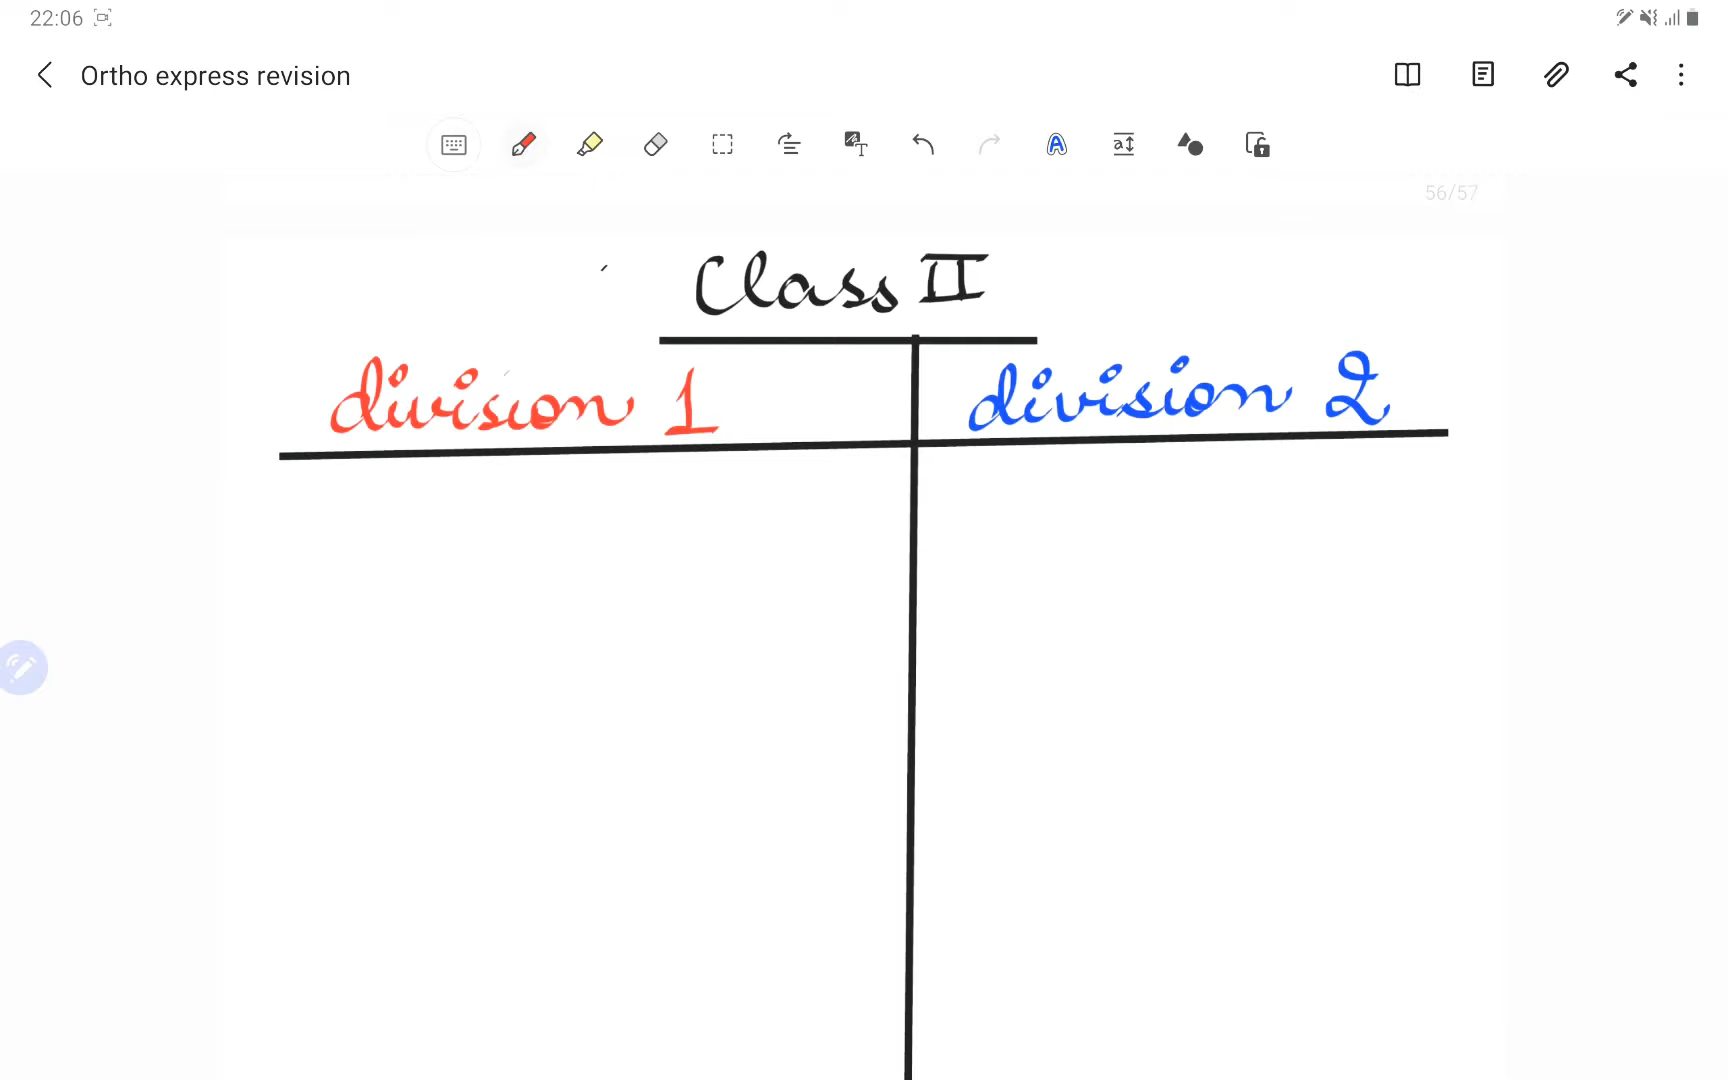 22:06
Ortho express revision
56/57
Class II
division 1
division 2